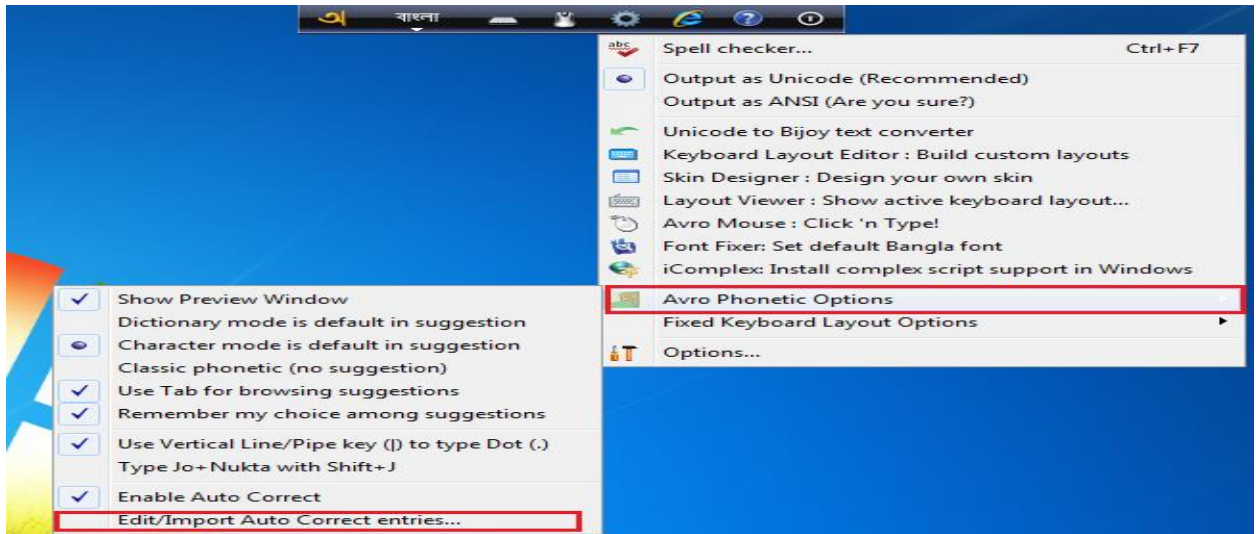 অ বাংলা
abc Spell checker... Ctrl+F7
Output as Unicode (Recommended)
Output as ANSI (Are you sure?)
Unicode to Bijoy text converter
Keyboard Layout Editor : Build custom layouts
Skin Designer : Design your own skin
Layout Viewer : Show active keyboard layout...
Avro Mouse : Click 'n Type!
Font Fixer: Set default Bangla font
iComplex: Install complex script support in Windows
Avro Phonetic Options
Fixed Keyboard Layout Options
Options...
Show Preview Window
Dictionary mode is default in suggestion
Character mode is default in suggestion
Classic phonetic (no suggestion)
Use Tab for browsing suggestions
Remember my choice among suggestions
Use Vertical Line/Pipe key (|) to type Dot (.)
Type Jo+Nukta with Shift+J
Enable Auto Correct
Edit/Import Auto Correct entries...